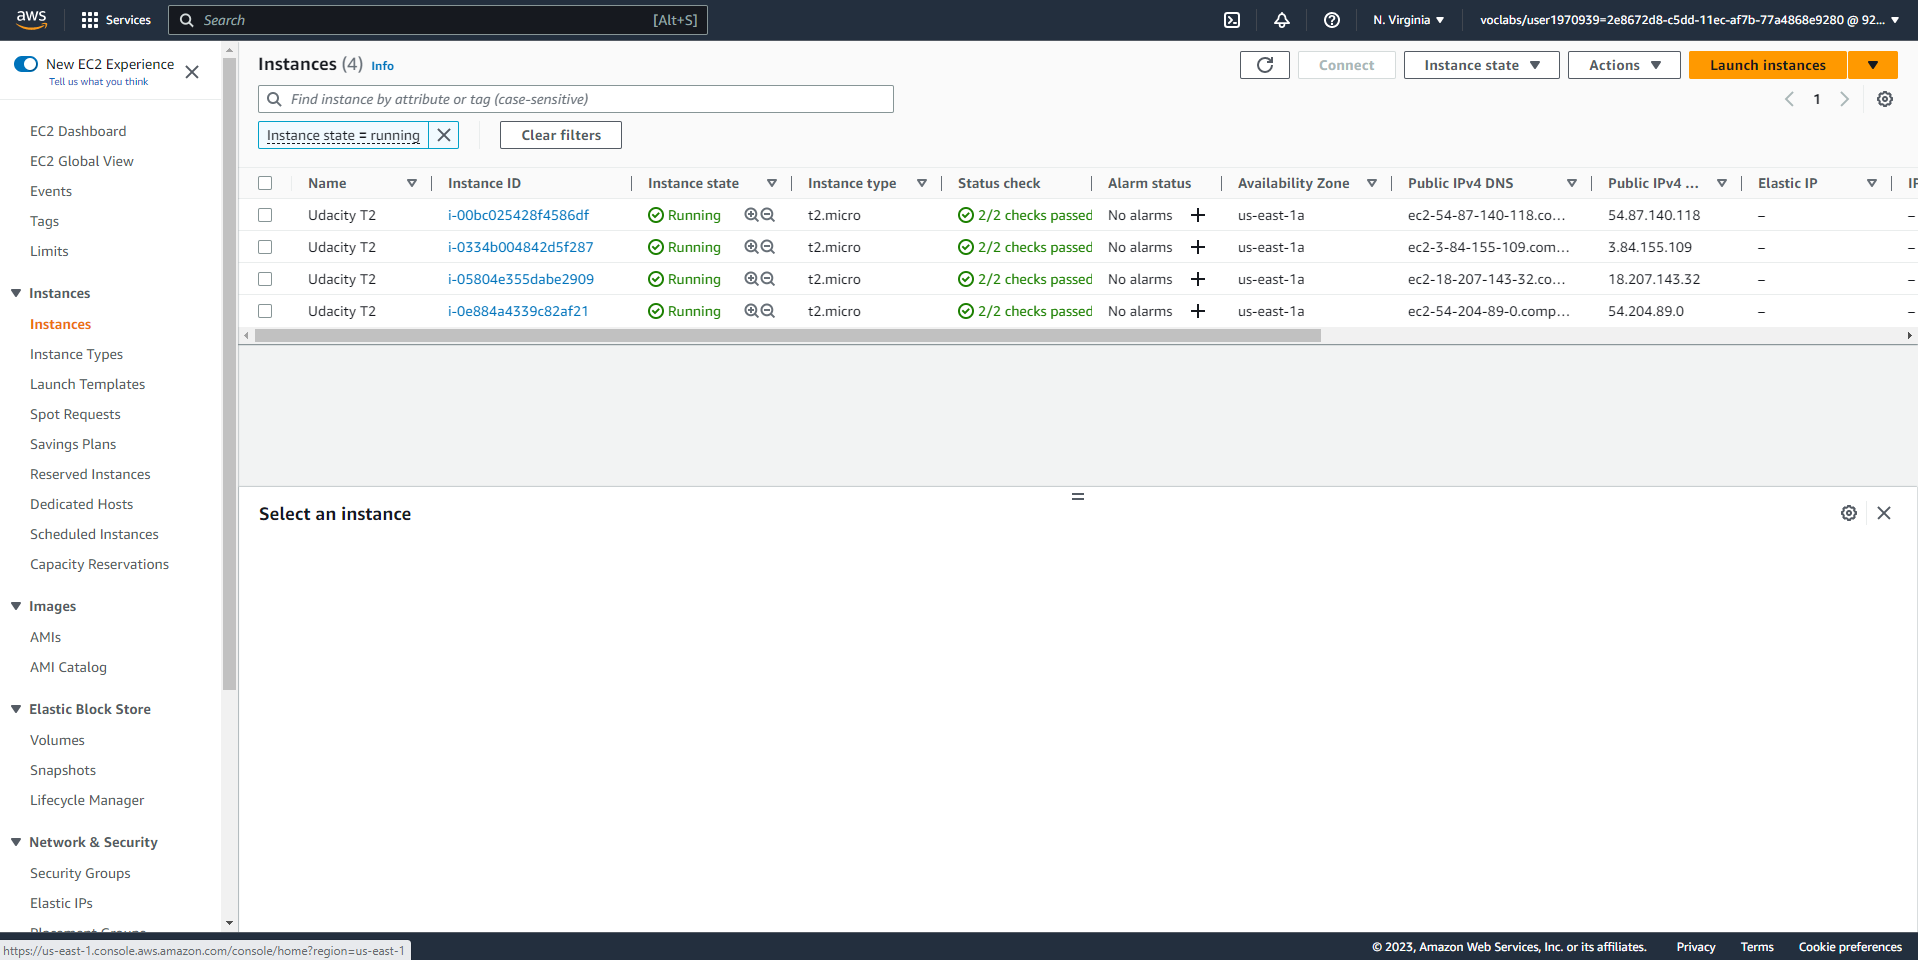 aws Services Search [Alt+S] N. Virginia voclabs/user1970939=2e8672d8-c5dd-11ec-af7b-77a4868e9280 @ 92...
New EC2 Experience
Tell us what you think
EC2 Dashboard
EC2 Global View
Events
Tags
Limits
Instances
Instances
Instance Types
Launch Templates
Spot Requests
Savings Plans
Reserved Instances
Dedicated Hosts
Scheduled Instances
Capacity Reservations
Images
AMIs
AMI Catalog
Elastic Block Store
Volumes
Snapshots
Lifecycle Manager
Network & Security
Security Groups
Elastic IPs
Placement Groups
Instances (4) Info
Connect Instance state Actions Launch instances
Find instance by attribute or tag (case-sensitive)
1
Instance state = running Clear filters
Name Instance ID Instance state Instance type Status check Alarm status Availability Zone Public IPv4 DNS Public IPv4 ... Elastic IP IP
Udacity T2 i-00bc025428f4586df Running t2.micro 2/2 checks passed No alarms + us-east-1a ec2-54-87-140-118.co... 54.87.140.118 – –
Udacity T2 i-0334b004842d5f287 Running t2.micro 2/2 checks passed No alarms + us-east-1a ec2-3-84-155-109.com... 3.84.155.109 – –
Udacity T2 i-05804e355dabe2909 Running t2.micro 2/2 checks passed No alarms + us-east-1a ec2-18-207-143-32.co... 18.207.143.32 – –
Udacity T2 i-0e884a4339c82af21 Running t2.micro 2/2 checks passed No alarms + us-east-1a ec2-54-204-89-0.comp... 54.204.89.0 – –
Select an instance
https://us-east-1.console.aws.amazon.com/console/home?region=us-east-1
© 2023, Amazon Web Services, Inc. or its affiliates. Privacy Terms Cookie preferences